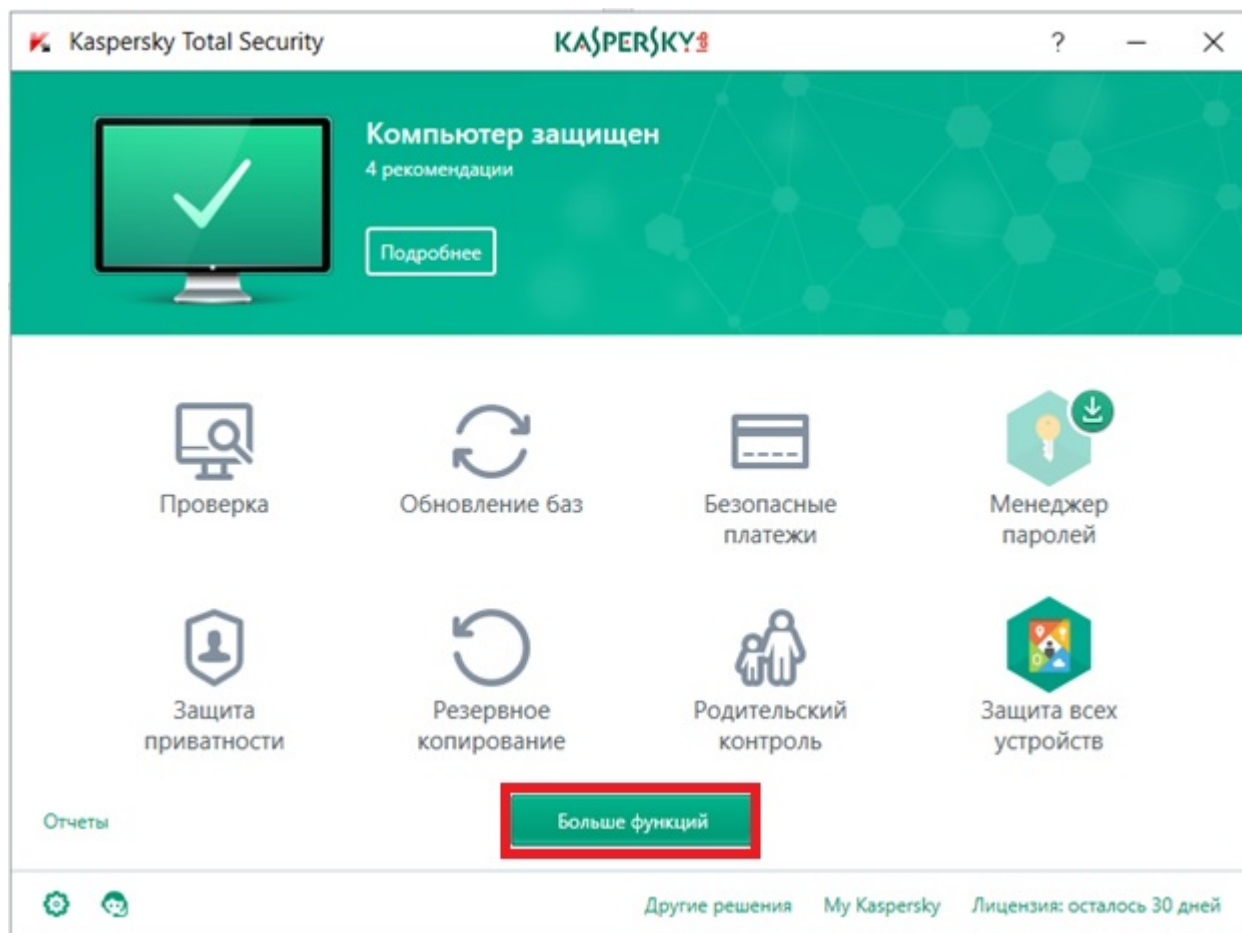 Kaspersky Total Security
KASPERSKY
?
Компьютер защищен
4 рекомендации
Подробнее
Проверка
Обновление баз
Безопасные
платежи
Менеджер
паролей
Защита
приватности
Резервное
копирование
Родительский
контроль
Защита всех
устройств
Отчеты
Больше функций
Другие решения
My Kaspersky
Лицензия: осталось 30 дней